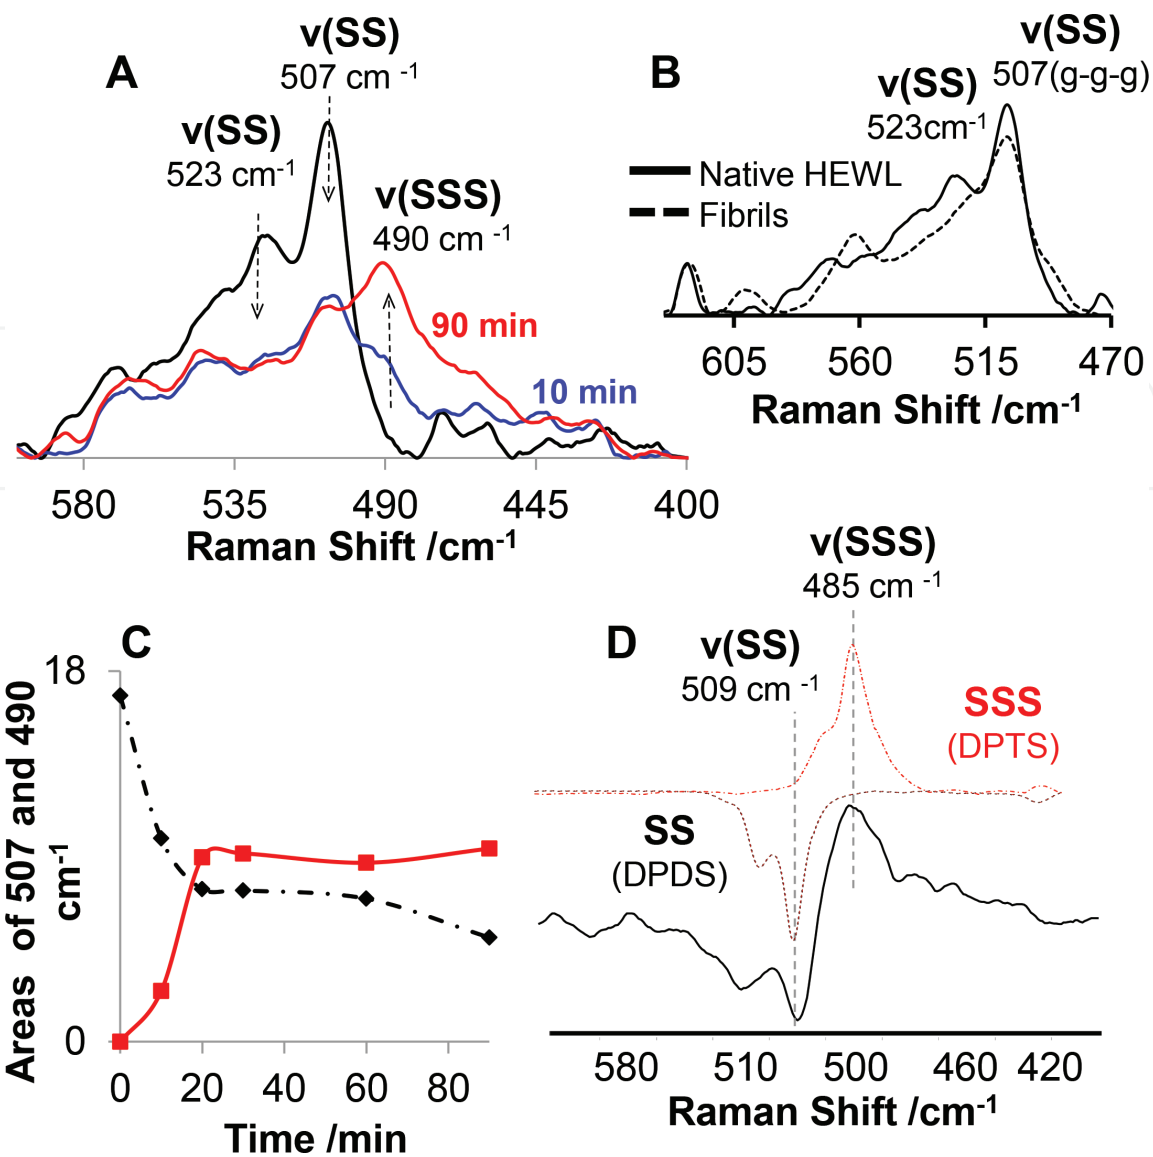 A
ν(SS)
507 cm -1
ν(SS)
523 cm-1
ν(SSS)
490 cm -1
90 min
10 min
580 535 490 445 400
Raman Shift /cm-1
B
ν(SS)
507(g-g-g)
ν(SS)
523cm-1
Native HEWL
Fibrils
605 560 515 470
Raman Shift /cm-1
C
Areas of 507 and 490
cm-1
18
0
0 20 40 60 80
Time /min
D
ν(SSS)
485 cm -1
ν(SS)
509 cm -1
SSS
(DPTS)
SS
(DPDS)
580 510 500 460 420
Raman Shift /cm-1